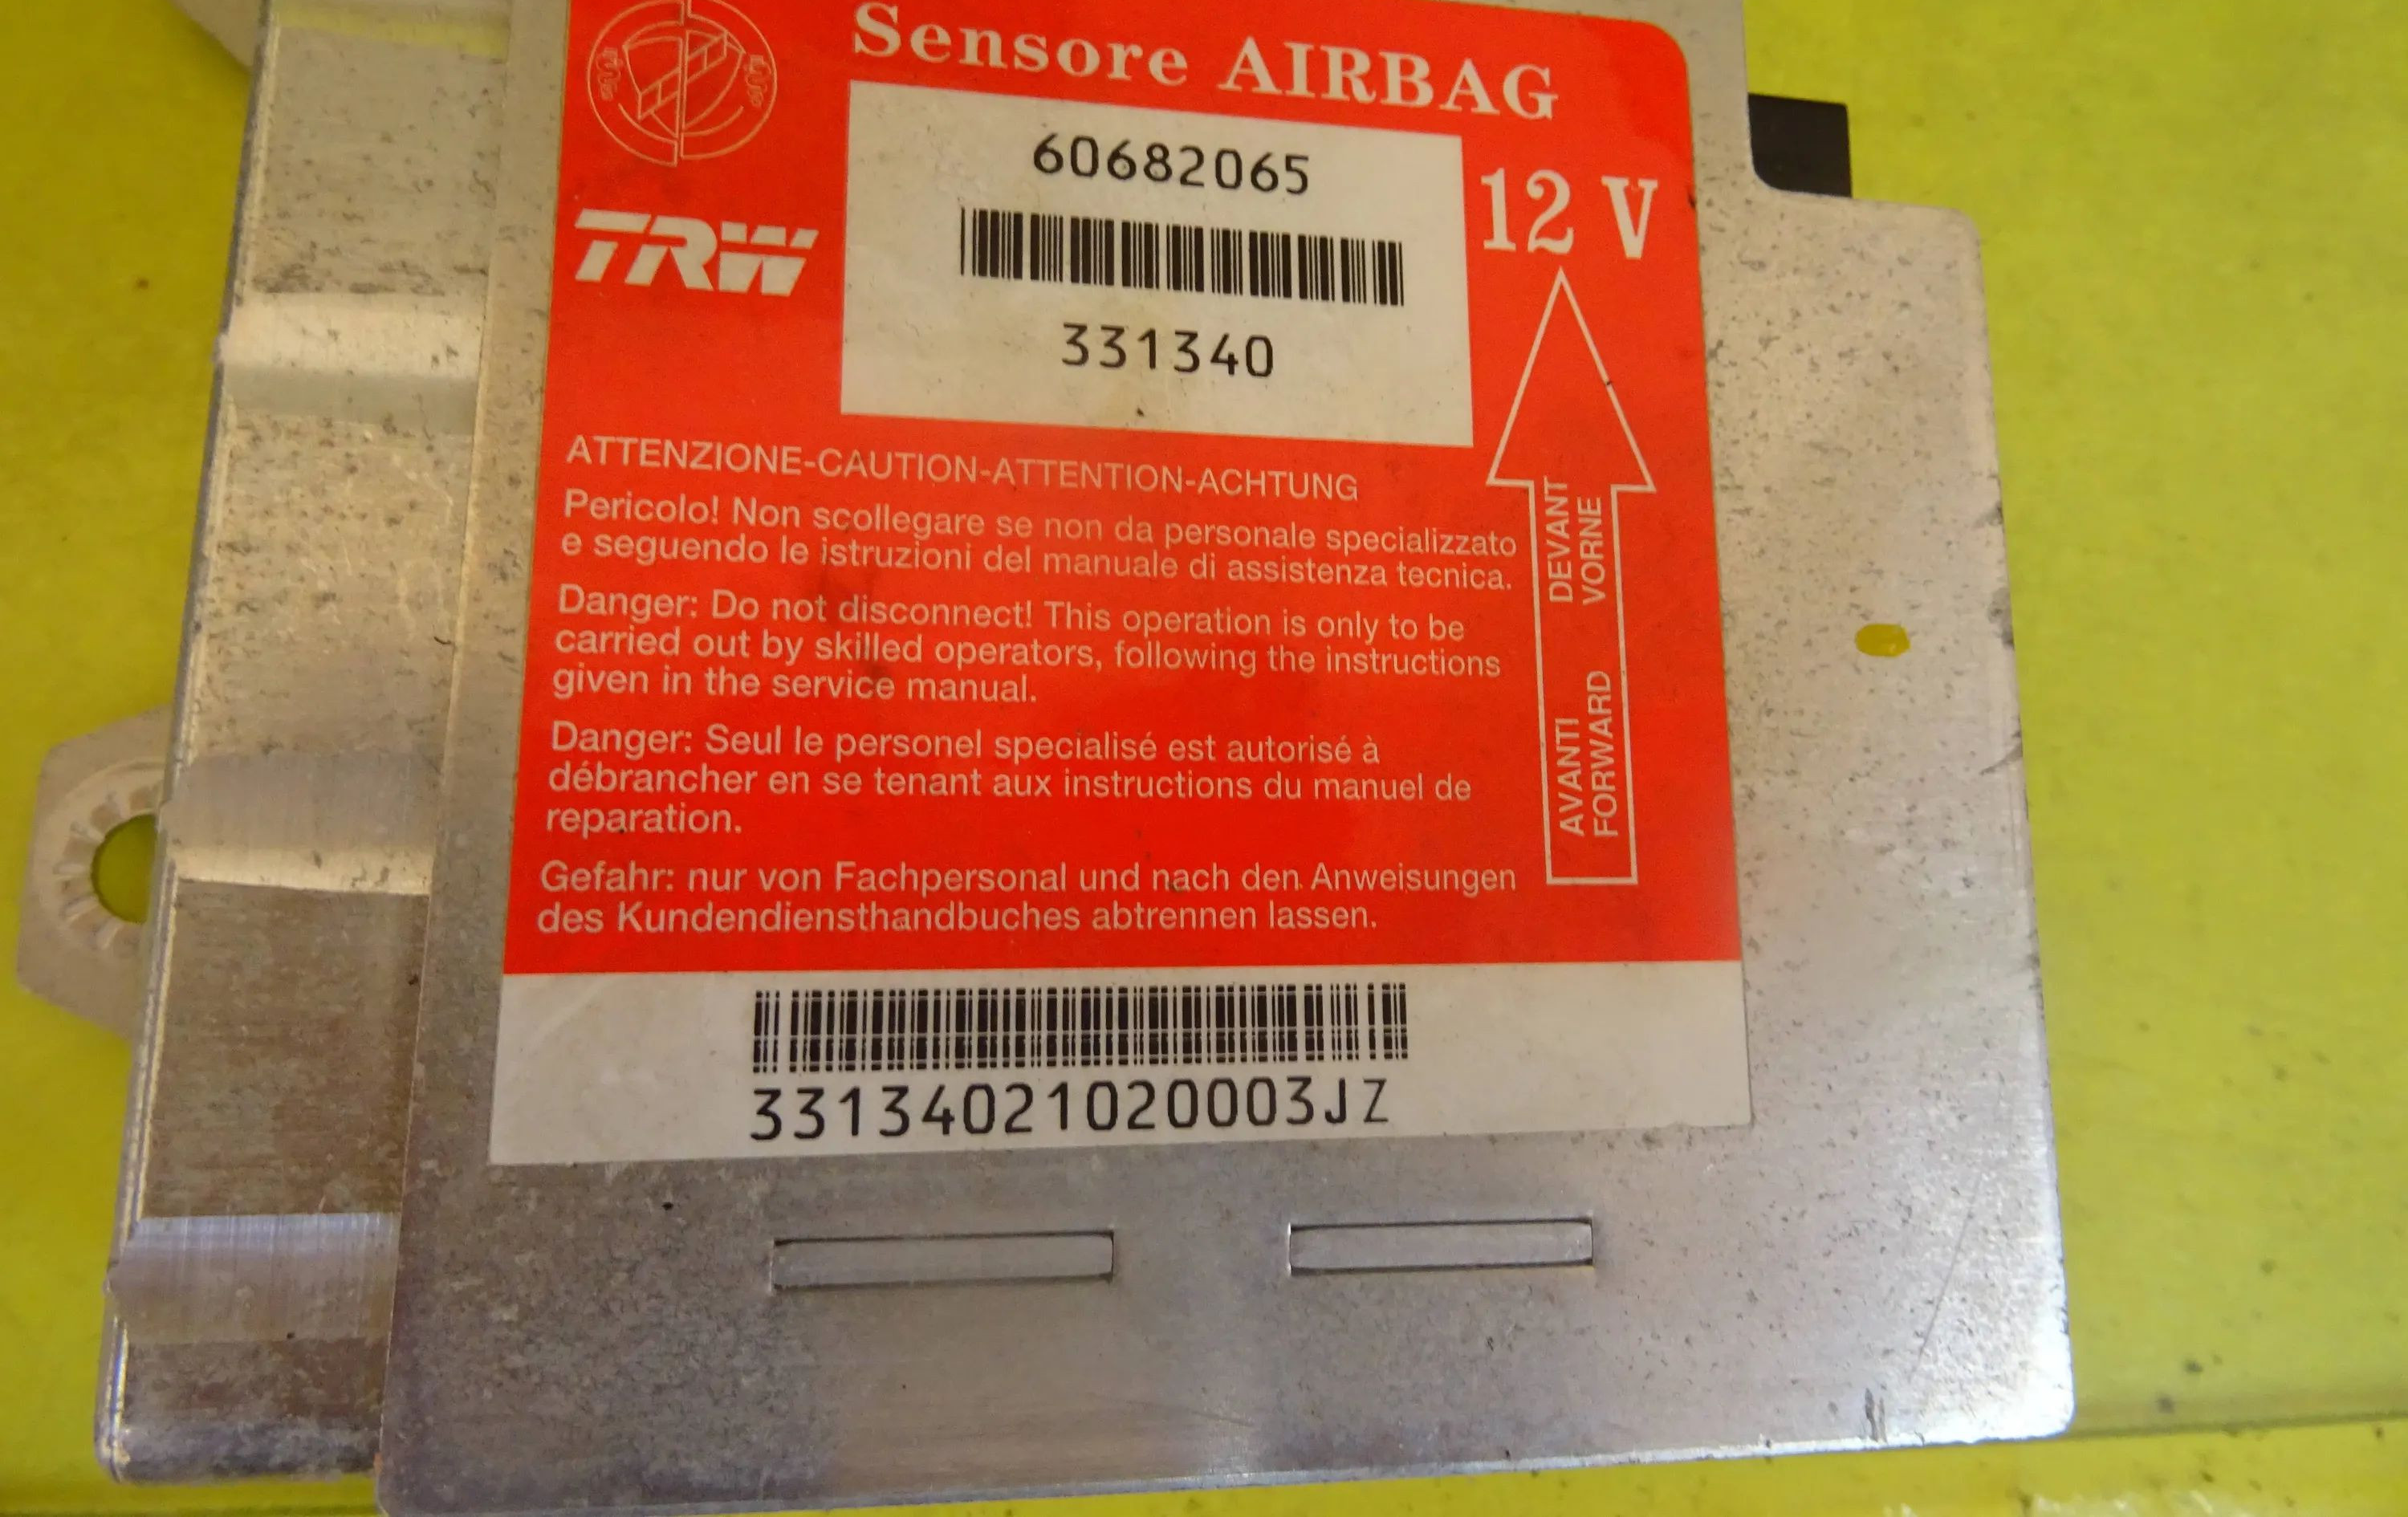 Sensore AIRBAG
60682065
12 V
TRW
331340
ATTENZIONE-CAUTION-ATTENTION-ACHTUNG
Pericolo! Non scollegare se non da personale specializzato
e seguendo le istruzioni del manuale di assistenza tecnica.
Danger: Do not disconnect! This operation is only to be
carried out by skilled operators, following the instructions
given in the service manual.
Danger: Seul le personel specialisé est autorisé à
débrancher en se tenant aux instructions du manuel de
reparation.
Gefahr: nur von Fachpersonal und nach den Anweisungen
des Kundendiensthandbuches abtrennen lassen.
AVANTI DEVANT
FORWARD VORNE
33134021020003JZ